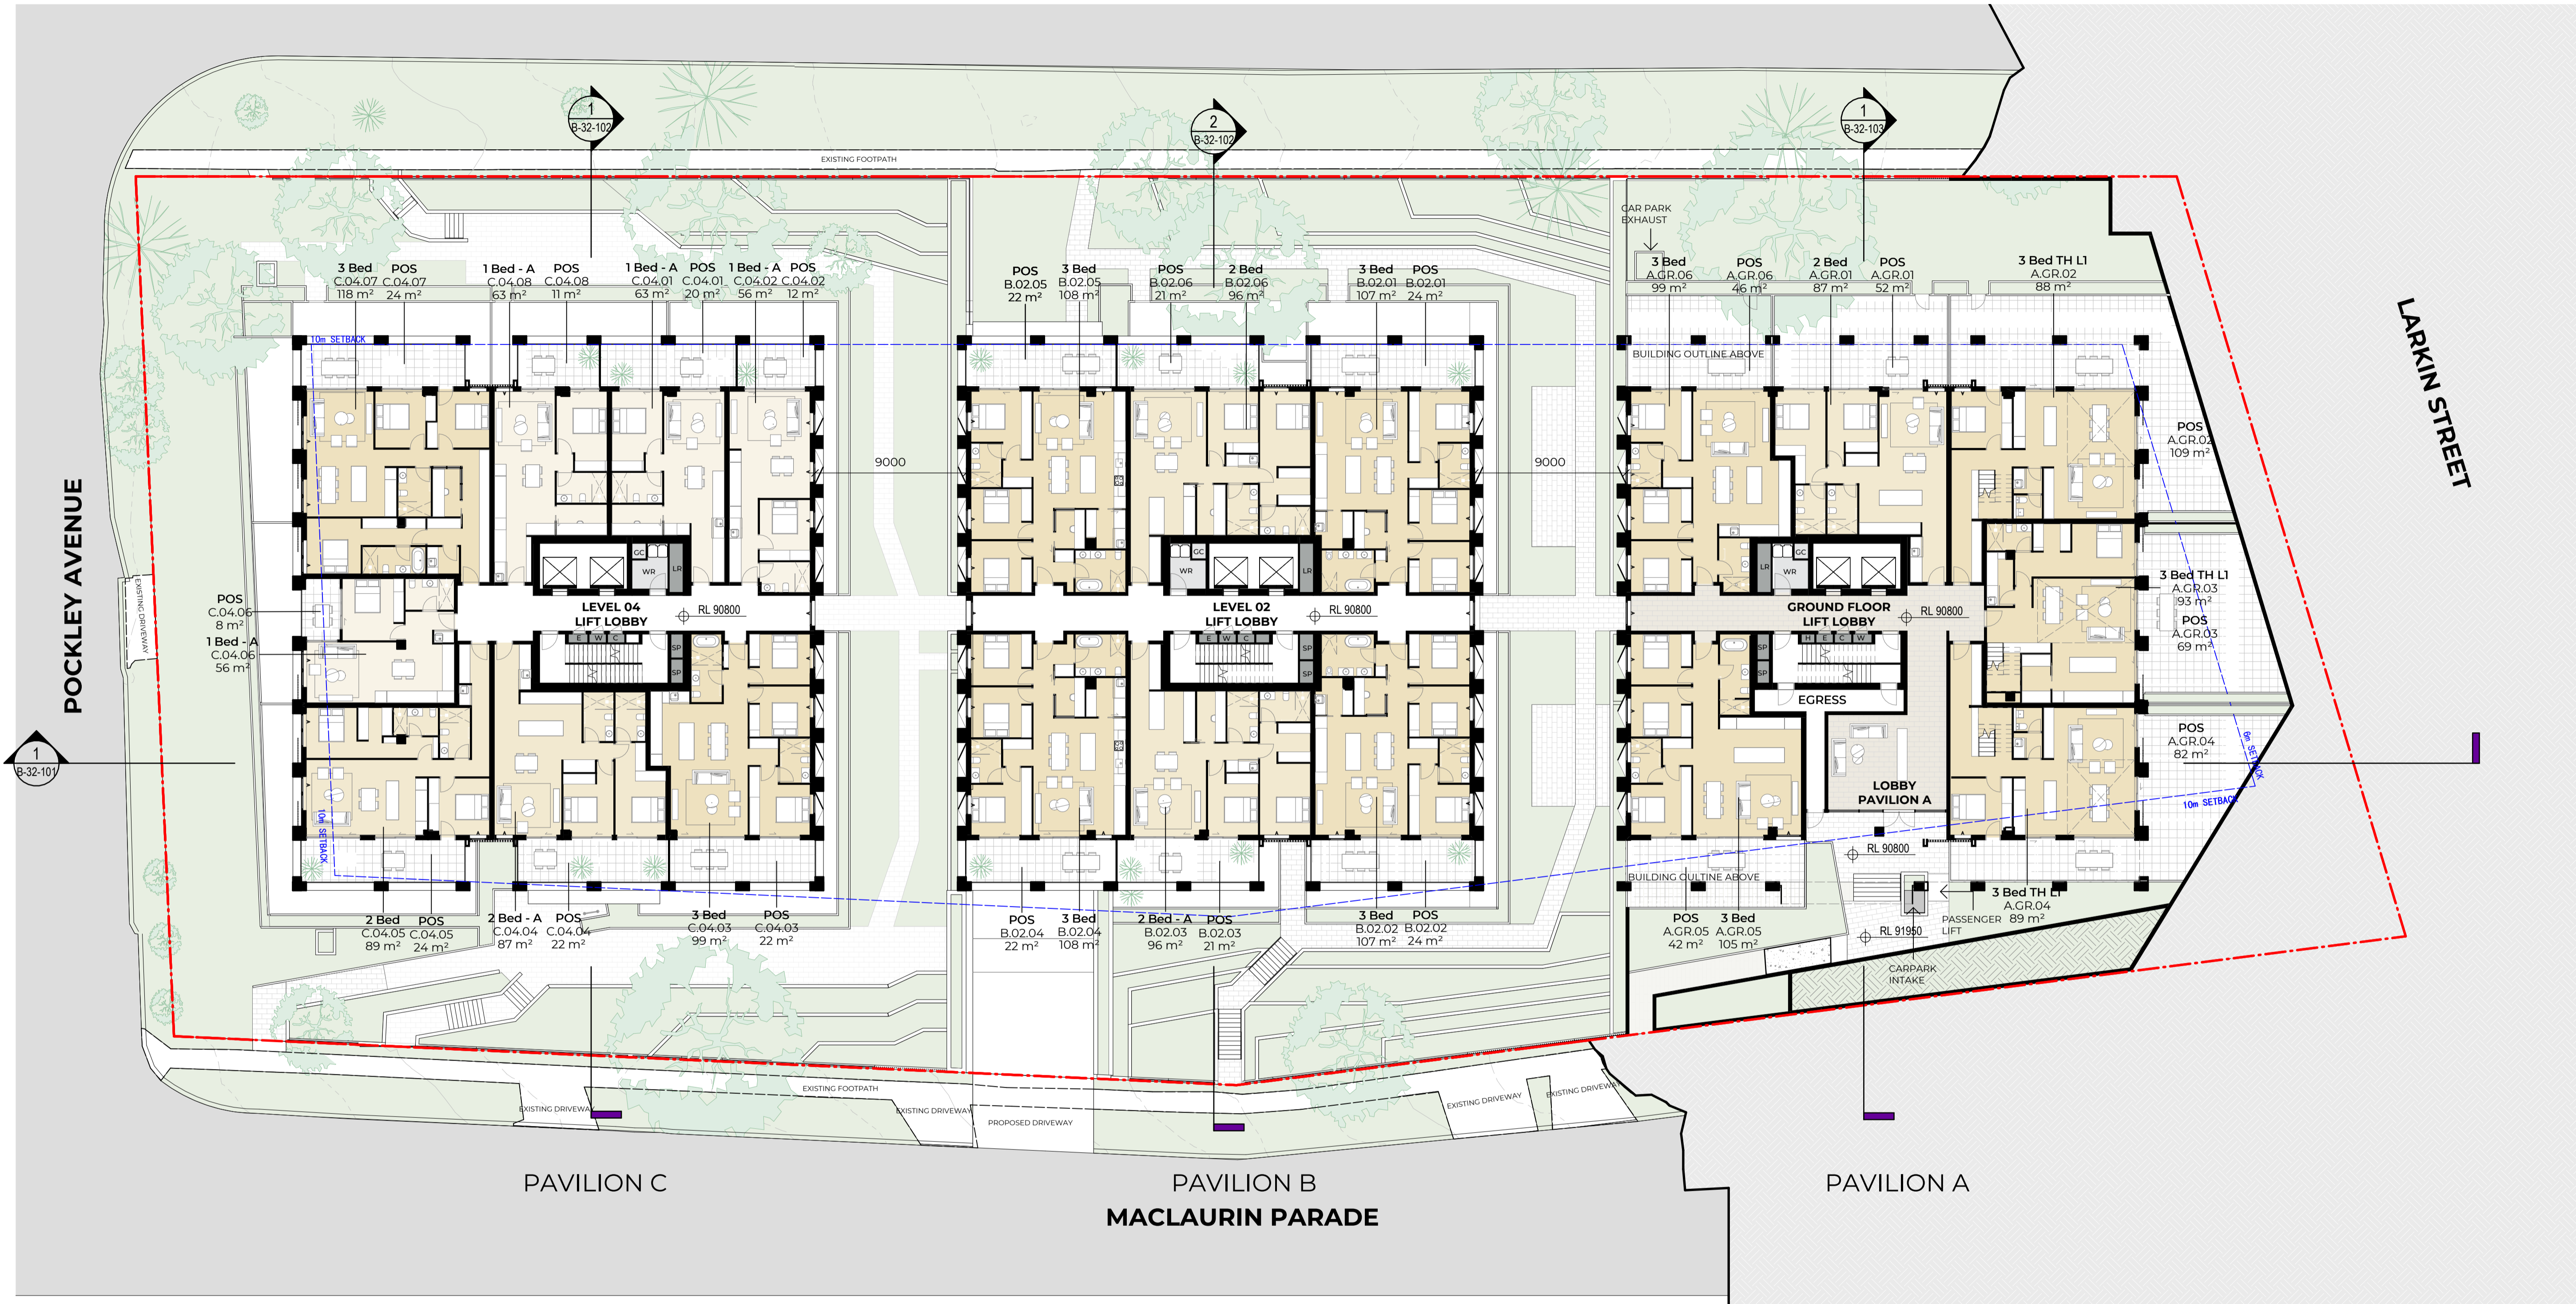 1
B-32-102
2
B-32-102
1
B-32-103
EXISTING FOOTPATH
CAR PARK
EXHAUST
3 Bed
C.04.07
118 m²
POS
C.04.07
24 m²
1 Bed - A
C.04.08
63 m²
POS
C.04.08
11 m²
1 Bed - A
C.04.01
63 m²
POS
C.04.01
20 m²
1 Bed - A
C.04.02
56 m²
POS
C.04.02
12 m²
POS
B.02.05
22 m²
3 Bed
B.02.05
108 m²
POS
B.02.06
21 m²
2 Bed
B.02.06
96 m²
3 Bed
B.02.01
107 m²
POS
B.02.01
24 m²
3 Bed
A.GR.06
99 m²
POS
A.GR.06
46 m²
2 Bed
A.GR.01
87 m²
POS
A.GR.01
52 m²
3 Bed TH L1
A.GR.02
88 m²
10m SETBACK
BUILDING OUTLINE ABOVE
LARKIN STREET
POS
A.GR.02
109 m²
9000
9000
POCKLEY AVENUE
EXISTING DRIVEWAY
GC
WR
LR
WR
GC
LR
LR
WR
GC
POS
C.04.06
8 m²
1 Bed - A
C.04.06
56 m²
LEVEL 04
LIFT LOBBY
RL 90800
E W C
SP
SP
LEVEL 02
LIFT LOBBY
RL 90800
E W C
SP
SP
GROUND FLOOR
LIFT LOBBY
RL 90800
H E C W
SP
SP
EGRESS
3 Bed TH L1
A.GR.03
93 m²
POS
A.GR.03
69 m²
POS
A.GR.04
82 m²
6m SETBACK
10m SETBACK
1
B-32-101
10m SETBACK
LOBBY
PAVILION A
RL 90800
BUILDING OULTINE ABOVE
2 Bed
C.04.05
89 m²
POS
C.04.05
24 m²
2 Bed - A
C.04.04
87 m²
POS
C.04.04
22 m²
3 Bed
C.04.03
99 m²
POS
C.04.03
22 m²
POS
B.02.04
22 m²
3 Bed
B.02.04
108 m²
2 Bed - A
B.02.03
96 m²
POS
B.02.03
21 m²
3 Bed
B.02.02
107 m²
POS
B.02.02
24 m²
POS
A.GR.05
42 m²
3 Bed
A.GR.05
105 m²
3 Bed TH L1
A.GR.04
89 m²
PASSENGER
LIFT
RL 91950
CARPARK
INTAKE
EXISTING FOOTPATH
EXISTING DRIVEWAY
EXISTING DRIVEWAY
PROPOSED DRIVEWAY
EXISTING DRIVEWAY
EXISTING DRIVEWAY
PAVILION C
PAVILION B
PAVILION A
MACLAURIN PARADE